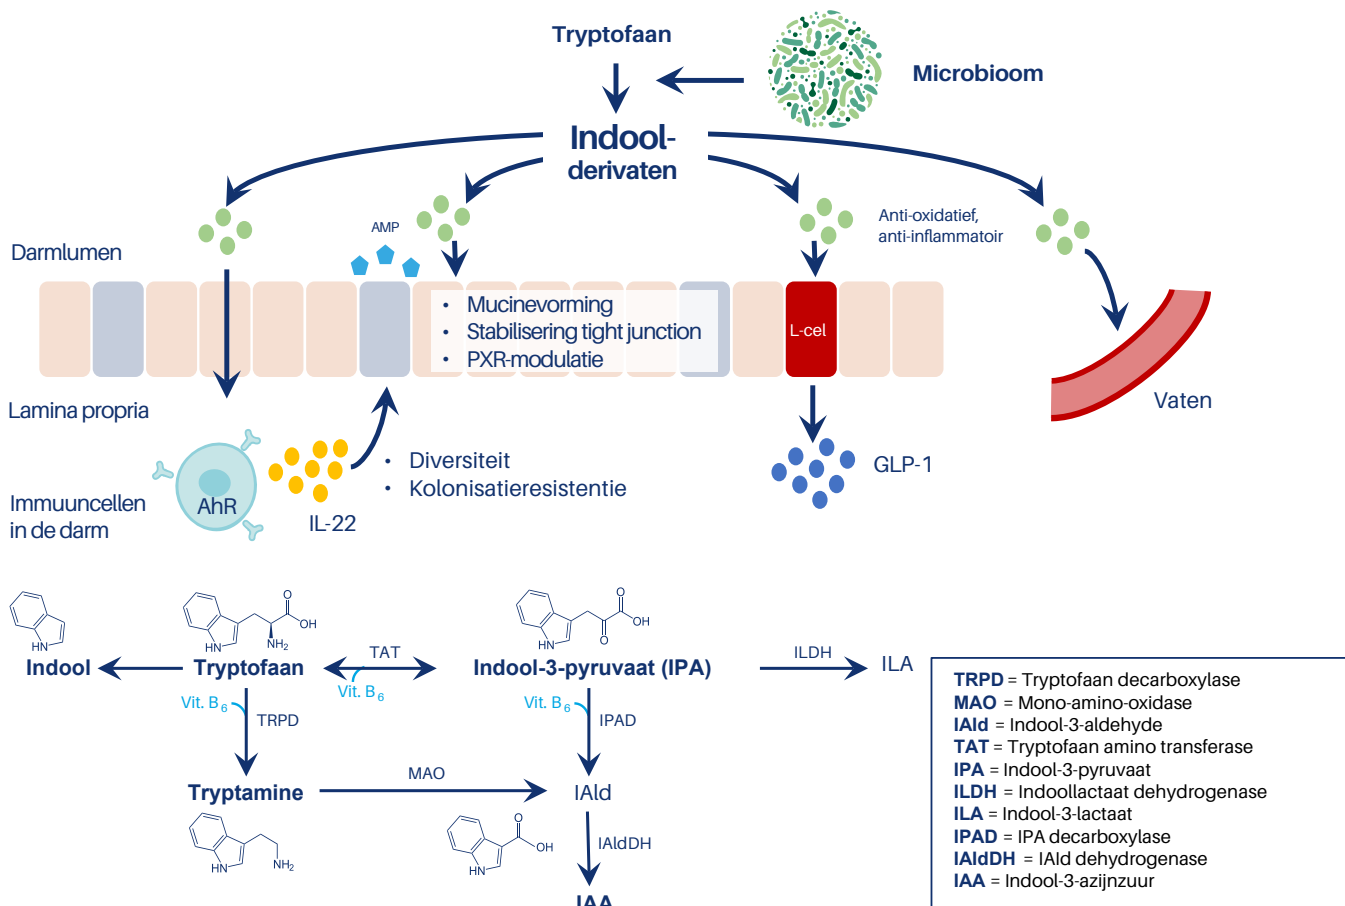 Tryptofaan
Microbioom
Indool-
derivaten
AMP
Anti-oxidatief,
anti-inflammatoir
Darmlumen
• Mucinevorming
• Stabilisering tight junction
• PXR-modulatie
L-cel
Lamina propria
Vaten
• Diversiteit
• Kolonisatieresistentie
GLP-1
Immuuncellen
in de darm
AhR
IL-22
O
OH
NH₂
HN
HN
O
OH
O
HN
Indool
Tryptofaan
TAT
Vit. B₆
Indool-3-pyruvaat (IPA)
ILDH
ILA
Vit. B₆
TRPD
Vit. B₆
IPAD
Tryptamine
MAO
IAld
NH₂
HN
O
OH
HN
IAldDH
IAA
TRPD = Tryptofaan decarboxylase
MAO = Mono-amino-oxidase
IAld = Indool-3-aldehyde
TAT = Tryptofaan amino transferase
IPA = Indool-3-pyruvaat
ILDH = Indoollactaat dehydrogenase
ILA = Indool-3-lactaat
IPAD = IPA decarboxylase
IAldDH = IAld dehydrogenase
IAA = Indool-3-azijnzuur